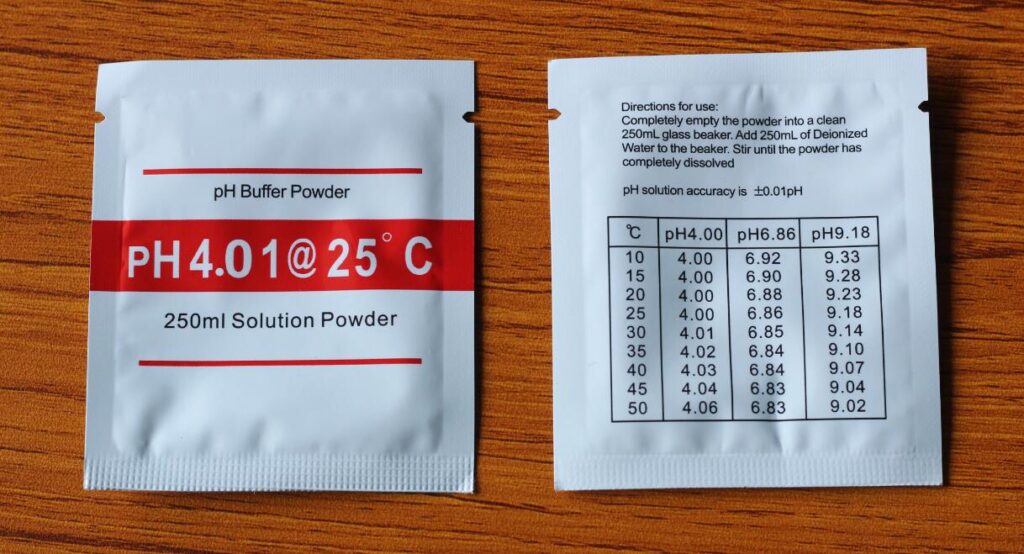 pH Buffer Powder
PH 4.01@ 25°C
250ml Solution Powder
Directions for use:
Completely empty the powder into a clean
250mL glass beaker. Add 250mL of Deionized
Water to the beaker. Stir until the powder has
completely dissolved
pH solution accuracy is ±0.01pH
℃ pH4.00 pH6.86 pH9.18
10 4.00 6.92 9.33
15 4.00 6.90 9.28
20 4.00 6.88 9.23
25 4.00 6.86 9.18
30 4.01 6.85 9.14
35 4.02 6.84 9.10
40 4.03 6.84 9.07
45 4.04 6.83 9.04
50 4.06 6.83 9.02